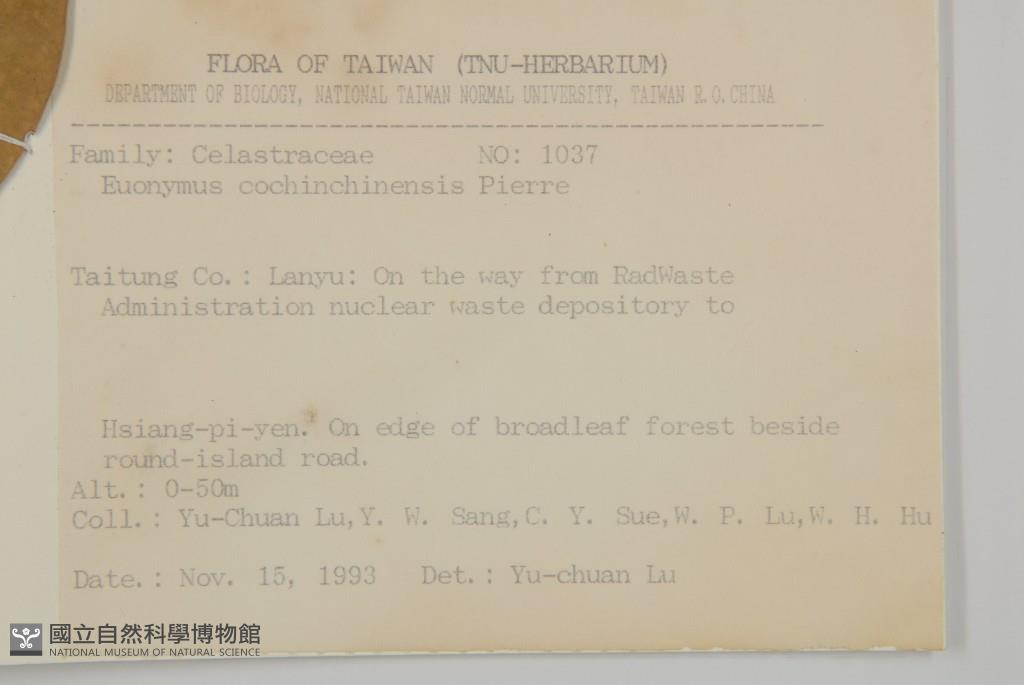 FLORA OF TAIWAN (TNU-HERBARIUM)
DEPARTMENT OF BIOLOGY, NATIONAL TAIWAN NORMAL UNIVERSITY, TAIWAN R.O.CHINA
Family: Celastraceae NO: 1037
Euonymus cochinchinensis Pierre
Taitung Co.: Lanyu: On the way from RadWaste
Administration nuclear waste depository to
Hsiang-pi-yen. On edge of broadleaf forest beside
round-island road.
Alt.: 0-50m
Coll.: Yu-Chuan Lu,Y. W. Sang,C. Y. Sue,W. P. Lu,W. H. Hu
Date.: Nov. 15, 1993 Det.: Yu-chuan Lu
國立自然科學博物館
NATIONAL MUSEUM OF NATURAL SCIENCE